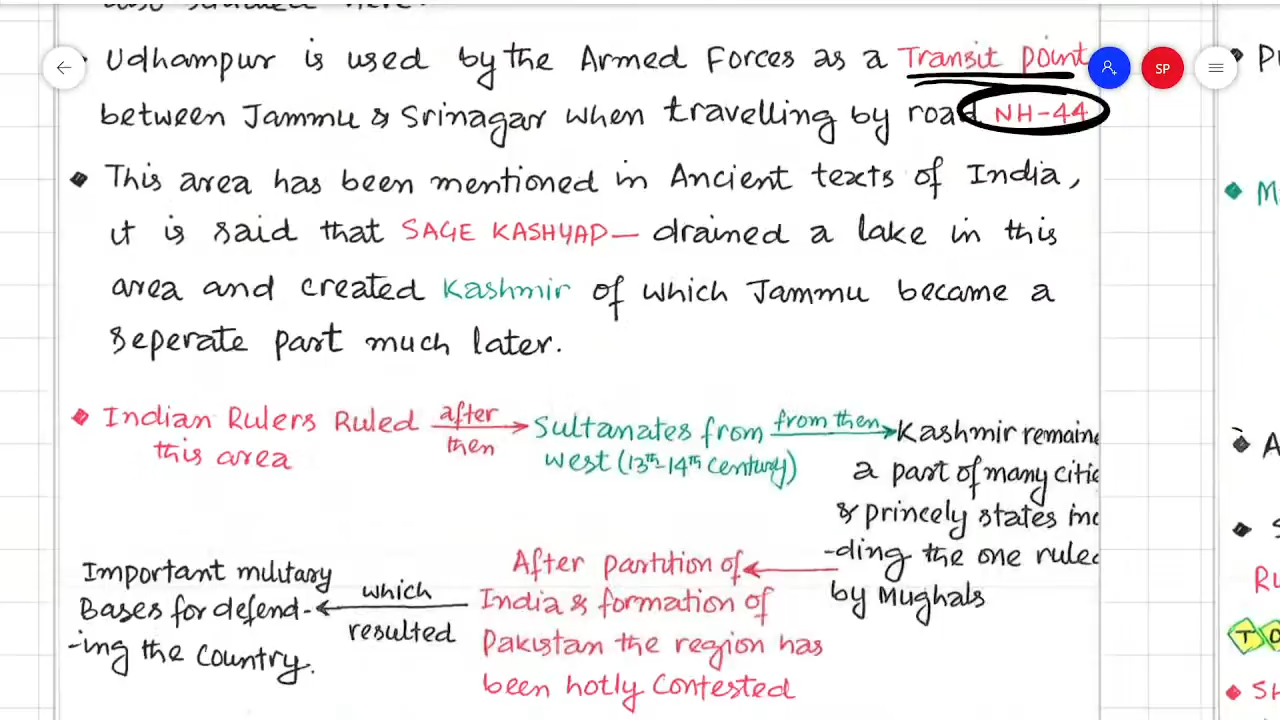 Udhampur is used by the Armed Forces as a Transit point
between Jammu & Srinagar when travelling by road NH-44
SP
This area has been mentioned in Ancient texts of India,
it is said that SAGE KASHYAP— drained a lake in this
area and created Kashmir of which Jammu became a
seperate part much later.
Indian Rulers Ruled
this area
after
then
Sultanates from
west (13th-14th Century)
from then
Kashmir remaine
a part of many citie
& princely states inc
-ding the one ruled
by Mughals
After partition of
India & formation of
Pakistan the region has
been hotly Contested
which
resulted
Important military
Bases for defend-
-ing the Country.